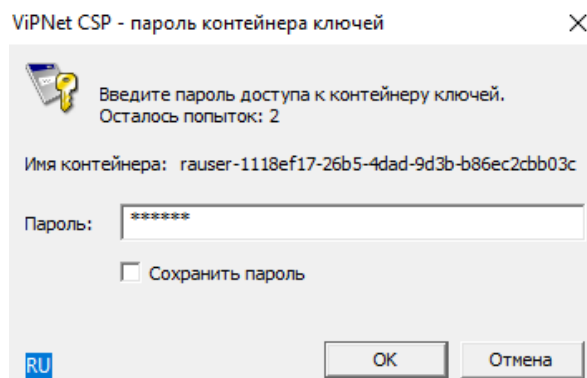 ViPNet CSP - пароль контейнера ключей
Введите пароль доступа к контейнеру ключей.
Осталось попыток: 2
Имя контейнера: rauser-1118ef17-26b5-4dad-9d3b-b86ec2cbb03c
Пароль: ******
Сохранить пароль
RU OK Отмена